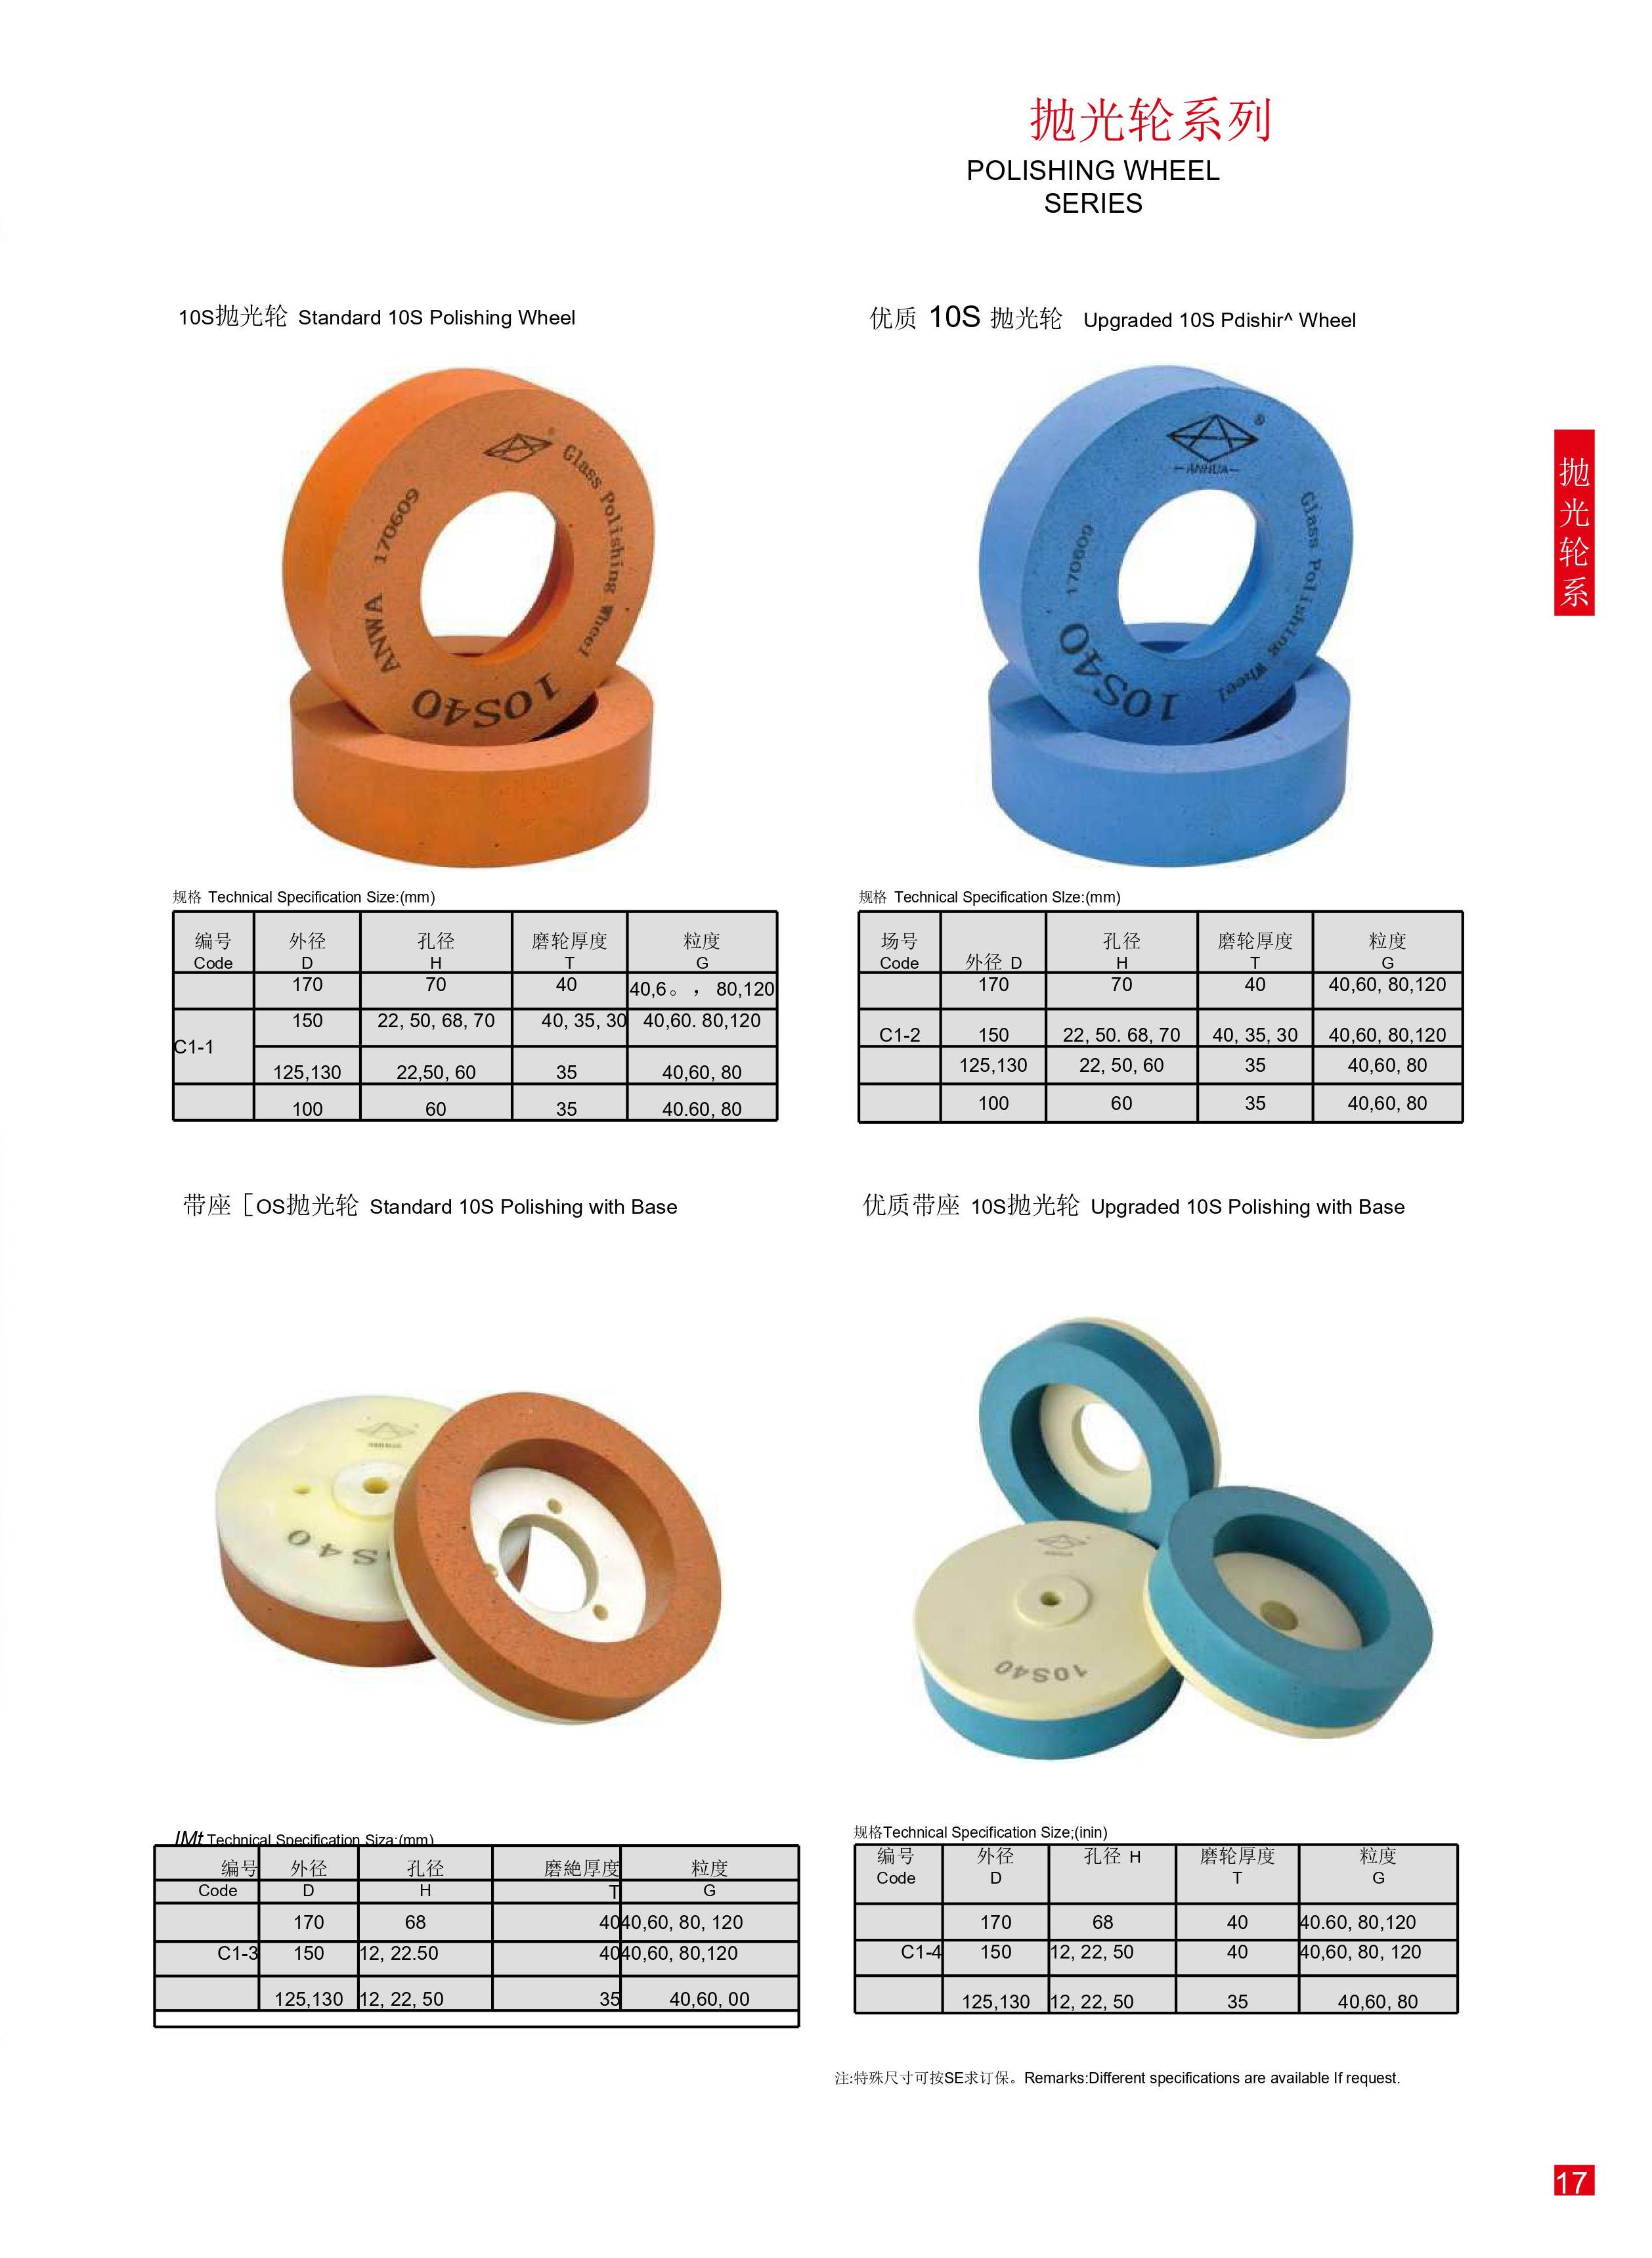 抛光轮系列
POLISHING WHEEL
SERIES
10S抛光轮 Standard 10S Polishing Wheel
优质 10S 抛光轮 Upgraded 10S Pdishir^ Wheel
® Glass Polishing Wheel
ANWA 170609
10S40
®
-ANHUA-
Glass Polishing Wheel
170609
10S40
抛光轮系
规格 Technical Specification Size:(mm)
编号 外径 孔径 磨轮厚度 粒度
Code D H T G
170 70 40 40,6。， 80,120
150 22, 50, 68, 70 40, 35, 30 40,60. 80,120
C1-1
125,130 22,50, 60 35 40,60, 80
100 60 35 40.60, 80
规格 Technical Specification SIze:(mm)
场号 孔径 磨轮厚度 粒度
Code 外径 D H T G
170 70 40 40,60, 80,120
C1-2 150 22, 50. 68, 70 40, 35, 30 40,60, 80,120
125,130 22, 50, 60 35 40,60, 80
100 60 35 40,60, 80
带座［OS抛光轮 Standard 10S Polishing with Base
优质带座 10S抛光轮 Upgraded 10S Polishing with Base
ANHUA
S40
10S40
IMt Technical Specification Siza:(mm)
编号 外径 孔径 磨絶厚度 粒度
Code D H T G
170 68 40 40,60, 80, 120
C1-3 150 12, 22.50 40 40,60, 80,120
125,130 12, 22, 50 35 40,60, 00
规格Technical Specification Size;(inin)
编号 外径 孔径 H 磨轮厚度 粒度
Code D T G
170 68 40 40.60, 80,120
C1-4 150 12, 22, 50 40 40,60, 80, 120
125,130 12, 22, 50 35 40,60, 80
注:特殊尺寸可按SE求订保。Remarks:Different specifications are available If request.
17